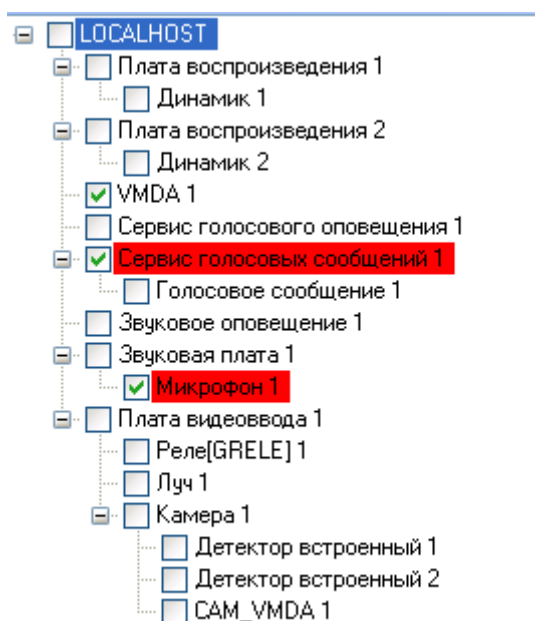 LOCALHOST
Плата воспроизведения 1
Динамик 1
Плата воспроизведения 2
Динамик 2
VMDA 1
Сервис голосового оповещения 1
Сервис голосовых сообщений 1
Голосовое сообщение 1
Звуковое оповещение 1
Звуковая плата 1
Микрофон 1
Плата видеоввода 1
Реле[GRELE] 1
Луч 1
Камера 1
Детектор встроенный 1
Детектор встроенный 2
CAM_VMDA 1